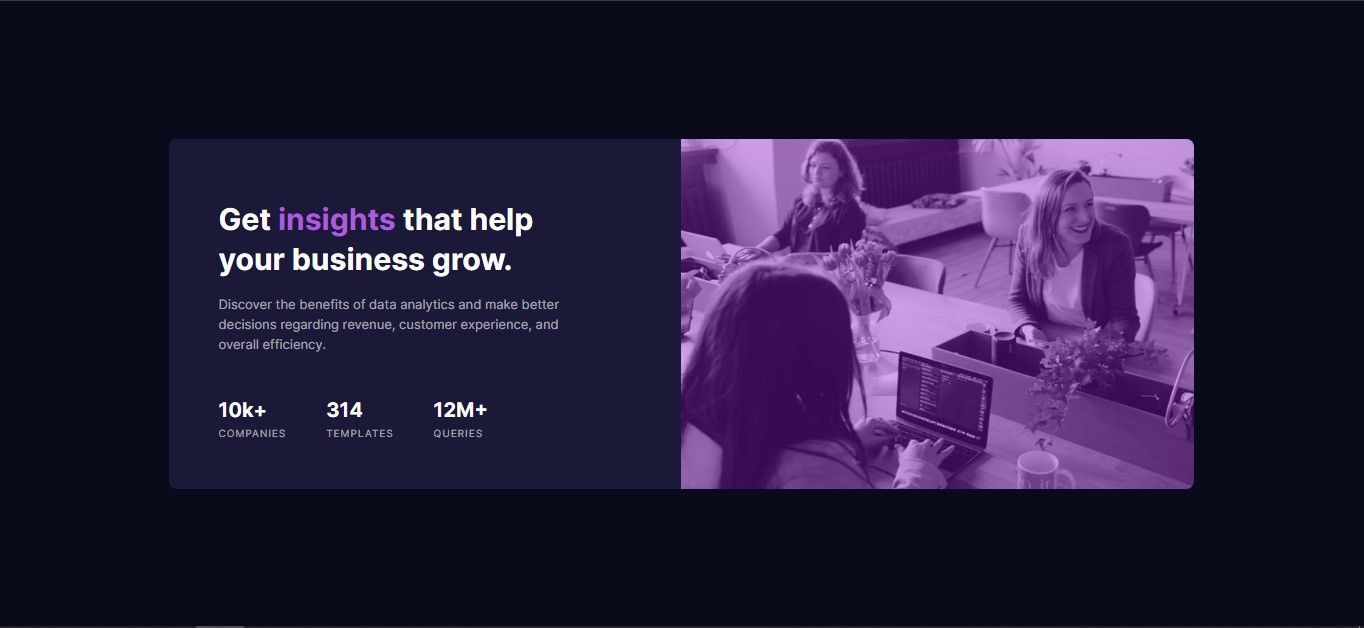 Get insights that help
your business grow.
Discover the benefits of data analytics and make better
decisions regarding revenue, customer experience, and
overall efficiency.
10k+ 314 12M+
COMPANIES TEMPLATES QUERIES